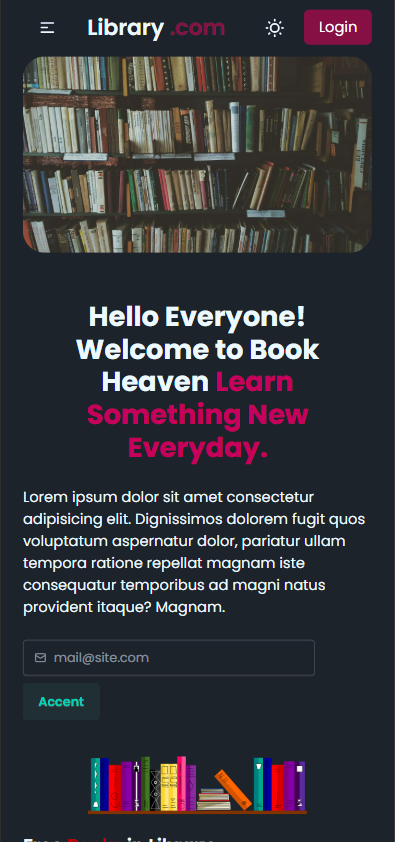 Library .com
Login
Hello Everyone!
Welcome to Book
Heaven Learn
Something New
Everyday.
Lorem ipsum dolor sit amet consectetur
adipisicing elit. Dignissimos dolorem fugit quos
voluptatum aspernatur dolor, pariatur ullam
tempora ratione repellat magnam iste
consequatur temporibus ad magni natus
provident itaque? Magnam.
mail@site.com
Accent